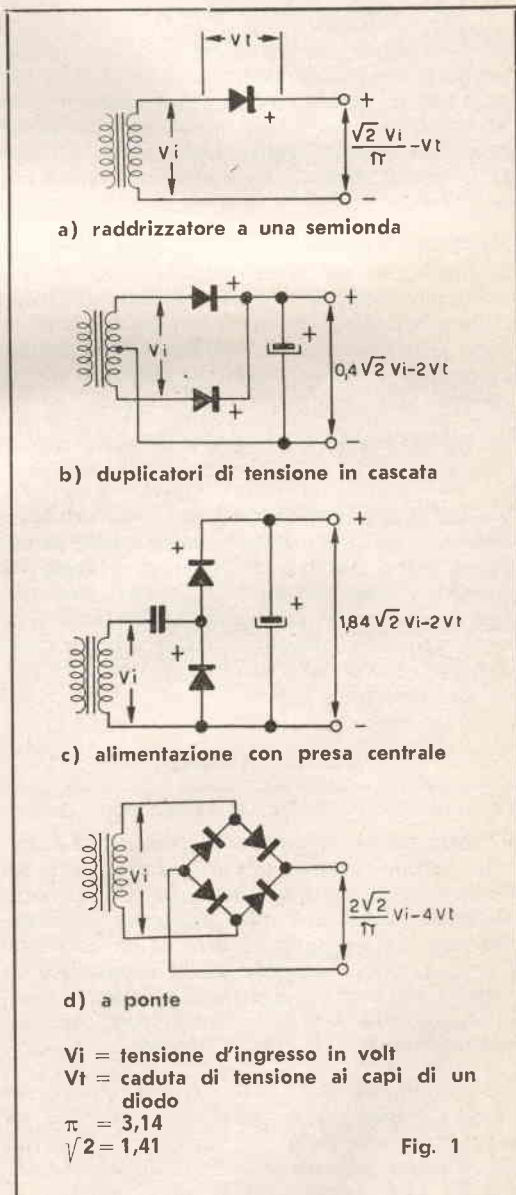 Vt
+
+
Vi
√2 Vi/π -Vt
−
a) raddrizzatore a una semionda
+
+
Vi
+
0,4√2 Vi-2Vt
+
−
b) duplicatori di tensione in cascata
+
+
+
1,84√2 Vi-2Vt
+
Vi
−
c) alimentazione con presa centrale
Vi
2√2/π Vi-4Vt
d) a ponte
Vi = tensione d'ingresso in volt
Vt = caduta di tensione ai capi di un
diodo
π = 3,14
√2 = 1,41 Fig. 1